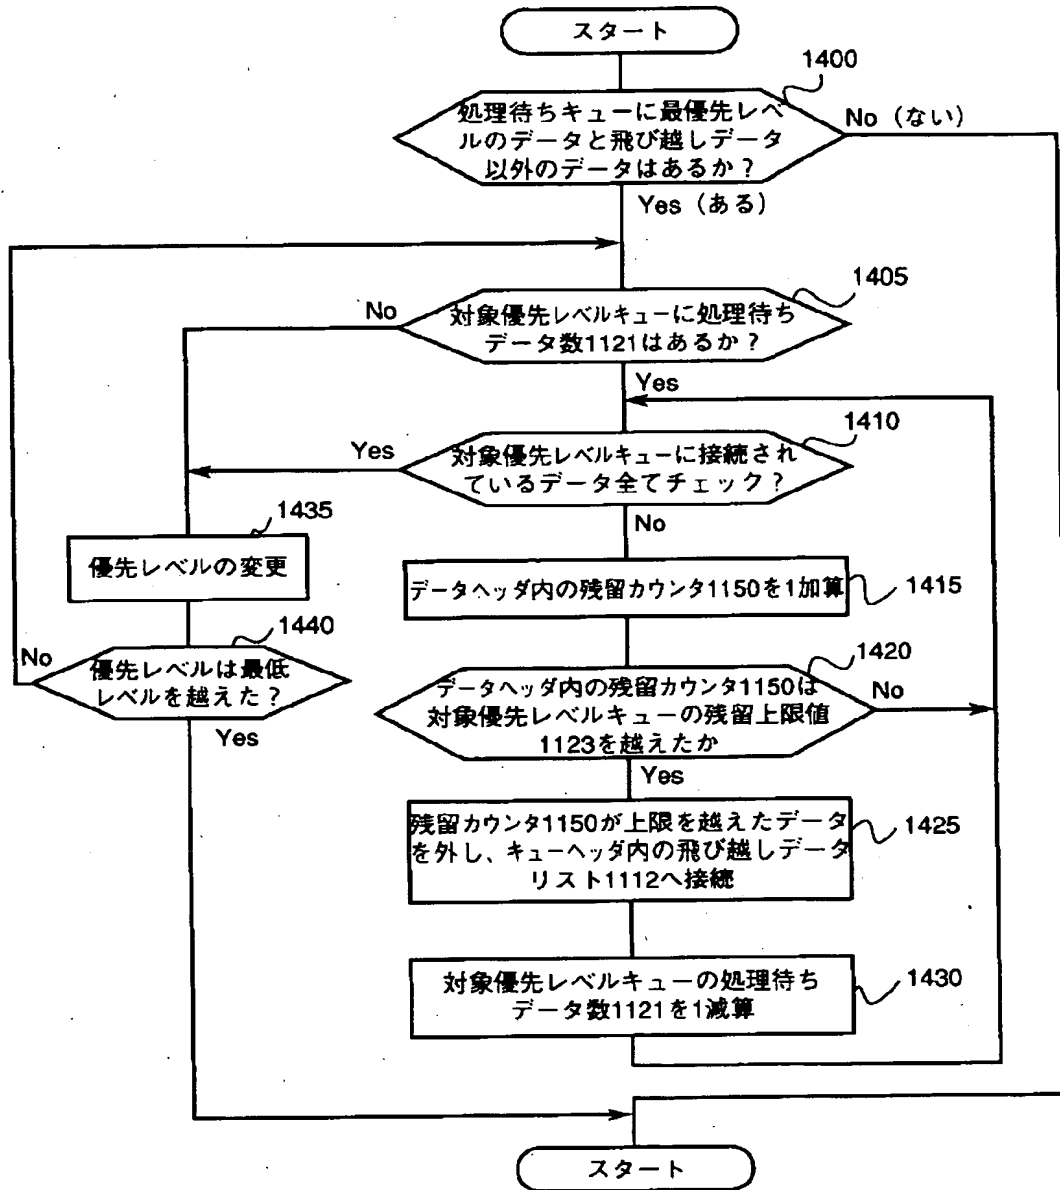 スタート
1400
処理待ちキューに最優先レベ
ルのデータと飛び越しデータ
以外のデータはあるか？
No（ない）
Yes（ある）
1405
No
対象優先レベルキューに処理待ち
データ数1121はあるか？
Yes
1410
Yes
対象優先レベルキューに接続され
ているデータ全てチェック？
No
1435
優先レベルの変更
データヘッダ内の残留カウンタ1150を1加算
1415
1440
No
優先レベルは最低
レベルを越えた？
Yes
1420
データヘッダ内の残留カウンタ1150は
対象優先レベルキューの残留上限値
1123を越えたか
No
Yes
残留カウンタ1150が上限を越えたデータ
を外し、キューヘッダ内の飛び越しデータ
リスト1112へ接続
1425
対象優先レベルキューの処理待ち
データ数1121を1減算
1430
スタート